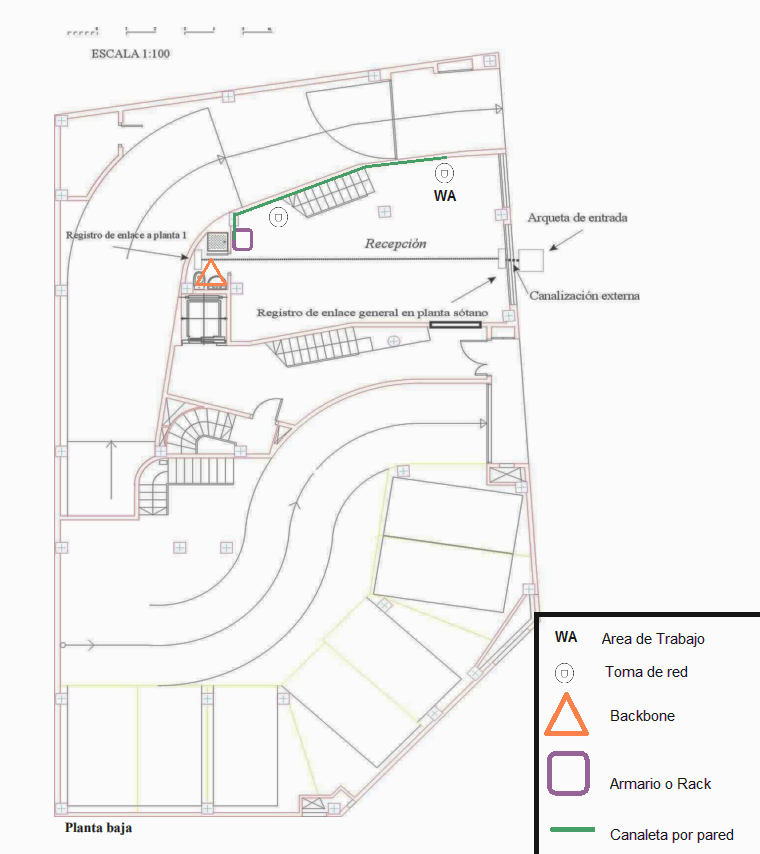 ESCALA 1:100
WA
Arqueta de entrada
Registro de enlace a planta 1
Recepción
Canalización externa
Registro de enlace general en planta sótano
WA Area de Trabajo
Toma de red
Backbone
Armario o Rack
Canaleta por pared
Planta baja